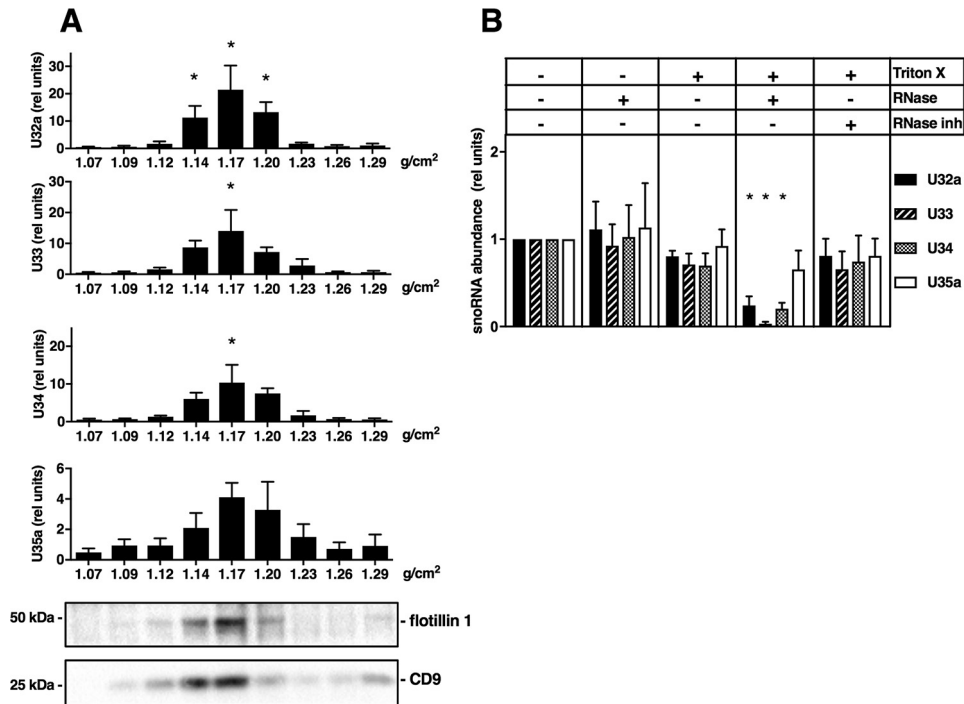 A
U32a (rel units)
30
20
10
0
* * *
1.07 1.09 1.12 1.14 1.17 1.20 1.23 1.26 1.29 g/cm2
U33 (rel units)
30
20
10
0
*
1.07 1.09 1.12 1.14 1.17 1.20 1.23 1.26 1.29 g/cm2
U34 (rel units)
20
10
0
*
1.07 1.09 1.12 1.14 1.17 1.20 1.23 1.26 1.29 g/cm2
U35a (rel units)
6
4
2
0
1.07 1.09 1.12 1.14 1.17 1.20 1.23 1.26 1.29 g/cm2
50 kDa - - flotillin 1
25 kDa - - CD9
B
- - + + + Triton X
- + - + - RNase
- - - - + RNase inh
snoRNA abundance (rel units)
2
1
0
* * *
U32a
U33
U34
U35a